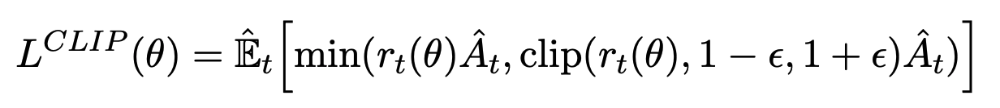 L^{CLIP}(θ) = Ê_t[min(r_t(θ)Â_t, clip(r_t(θ), 1 − ϵ, 1 + ϵ)Â_t)]